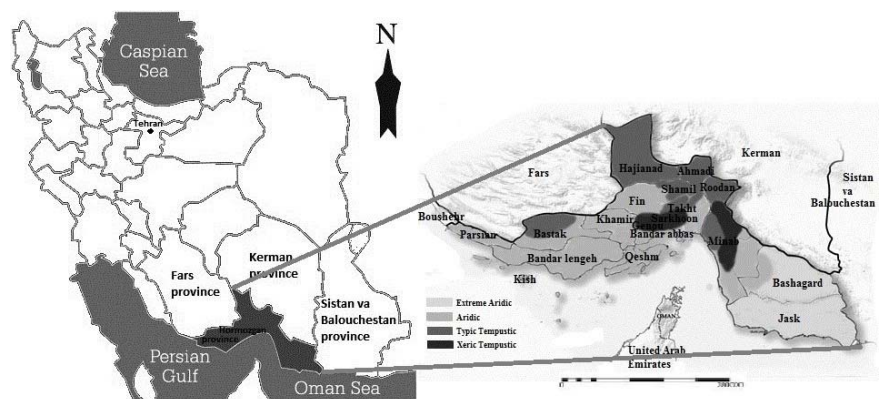 Caspian
Sea
N
Tehran
Kerman
province
Fars
province
Sistan va
Balouchestan
province
Hormozgan
province
Persian
Gulf
Oman Sea
Kerman
Hajianad
Ahmadi
Fars
Sistan
va
Balouchestan
Shamil
Roodan
Fin
Takht
Boushehr
Khamir
Sarkhoon
Genou
Parsian
Bastak
Bandar abbas
Minab
Bandar lengeh
Qeshm
Kish
Bashagard
Extreme Aridic
Aridic
Typic Tempustic
Xeric Tempustic
OMAN
Jask
United Arab
Emirates